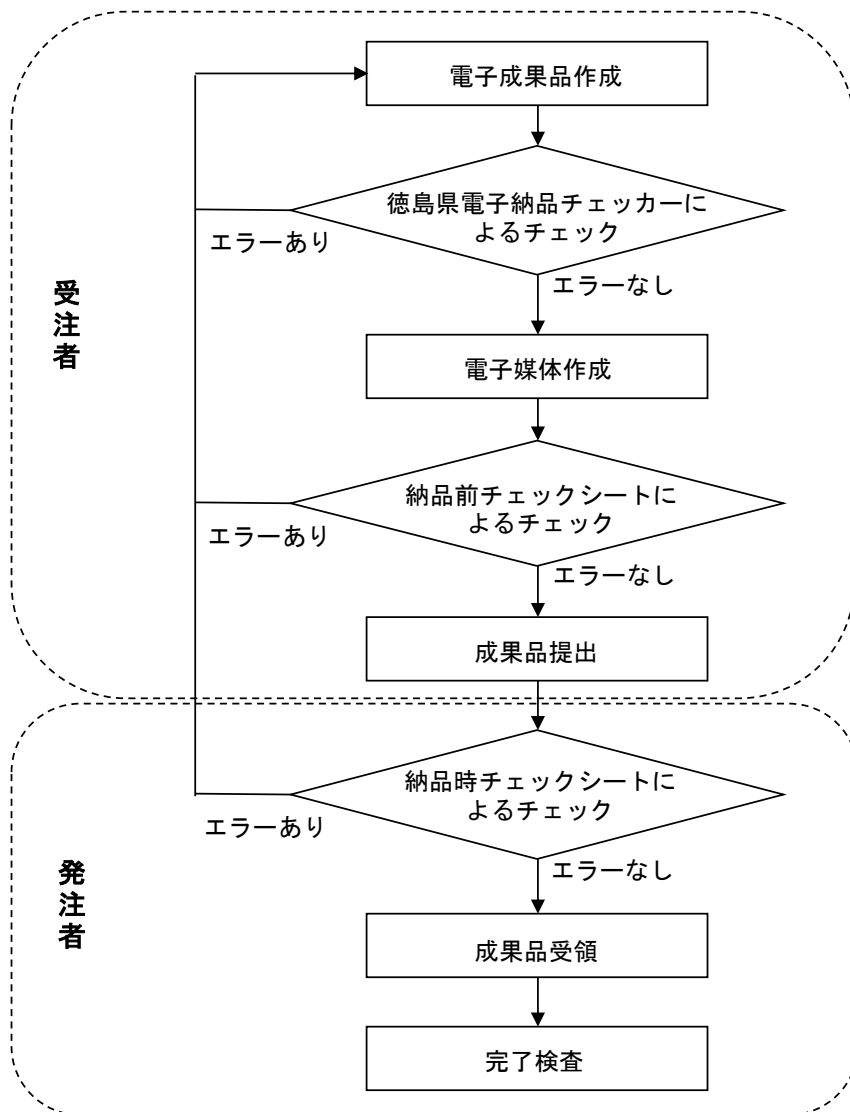 電子成果品作成
徳島県電子納品チェッカーに
よるチェック
エラーあり
エラーなし
受注者
電子媒体作成
納品前チェックシートに
よるチェック
エラーあり
エラーなし
成果品提出
納品時チェックシートに
よるチェック
エラーあり
エラーなし
発注者
成果品受領
完了検査